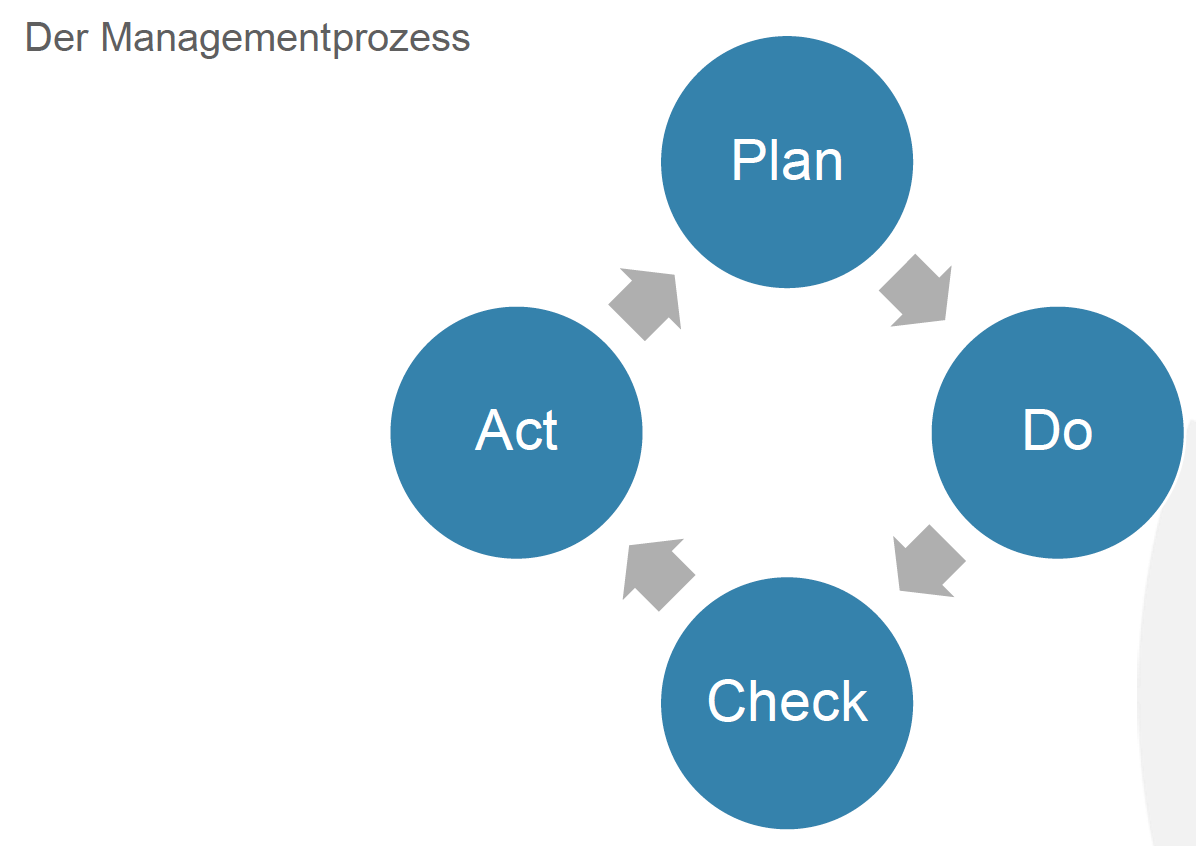 Der Managementprozess
Plan
Do
Check
Act